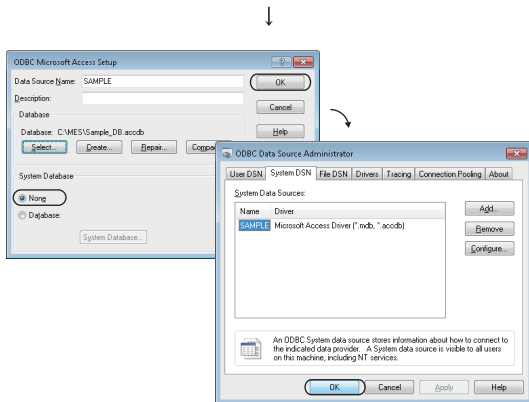 ODBC Microsoft Access Setup
Data Source Name: SAMPLE
OK
Description:
Cancel
Database
Help
Database: C:\MES\Sample_DB.accdb
Select... Create... Repair...
System Database
None
Database:
System Database...
ODBC Data Source Administrator
User DSN System DSN File DSN Drivers Tracing Connection Pooling About
System Data Sources:
Name Driver
SAMPLE Microsoft Access Driver (*.mdb, *.accdb)
Add...
Remove
Configure...
An ODBC System data source stores information about how to connect to
the indicated data provider. A System data source is visible to all users
on this machine, including NT services.
OK Cancel Apply Help